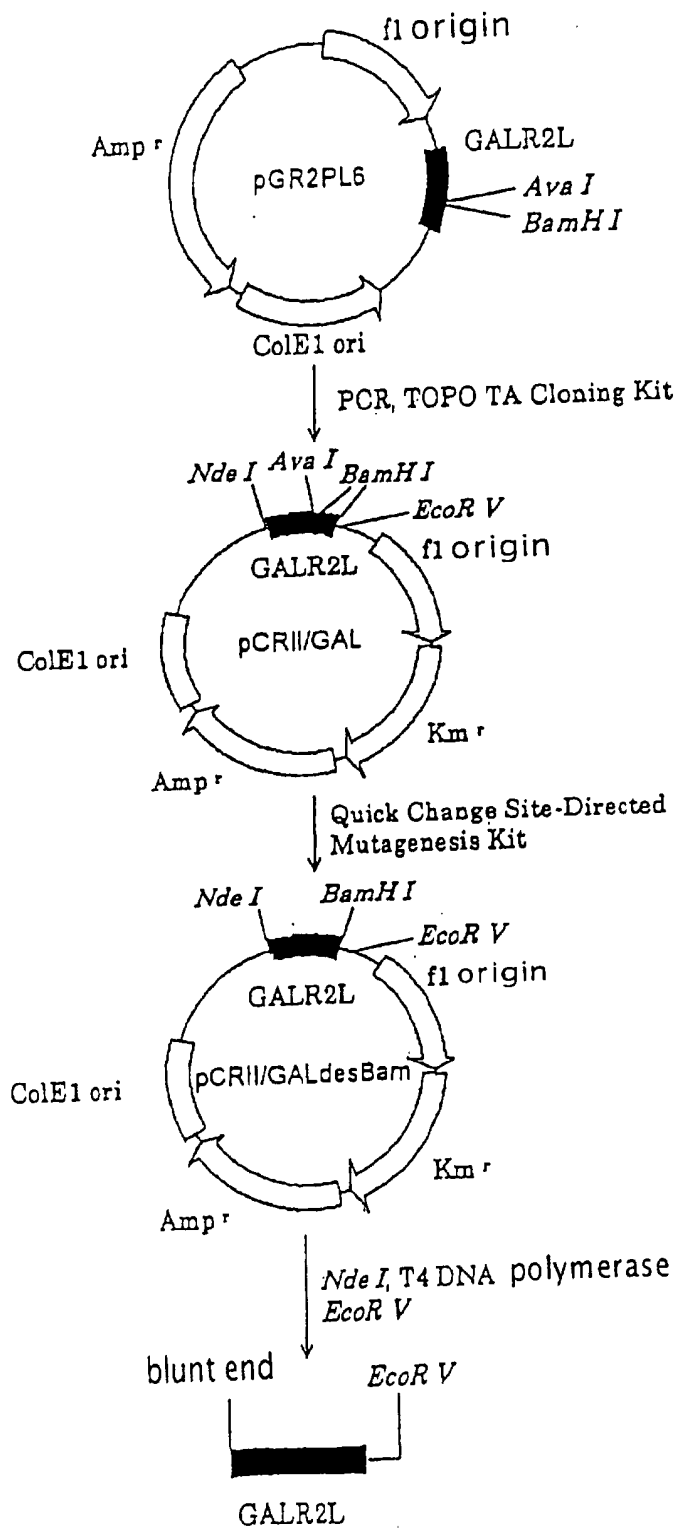 f1 origin
Amp r
GALR2L
pGR2PL6
Ava I
BamH I
ColE1 ori
PCR, TOPO TA Cloning Kit
Nde I
Ava I
BamH I
EcoR V
f1 origin
GALR2L
pCRII/GAL
ColE1 ori
Km r
Amp r
Quick Change Site-Directed
Mutagenesis Kit
Nde I
BamH I
EcoR V
f1 origin
GALR2L
pCRII/GALdesBam
ColE1 ori
Km r
Amp r
Nde I, T4 DNA polymerase
EcoR V
blunt end
EcoR V
GALR2L